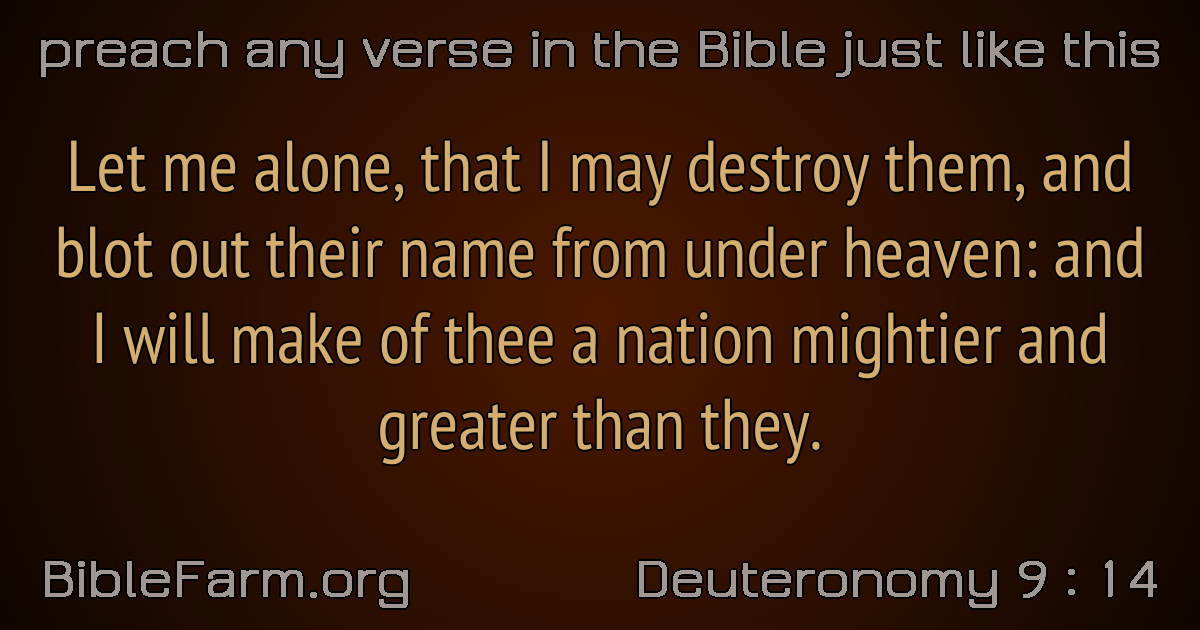 preach any verse in the Bible just like this
Let me alone, that I may destroy them, and
blot out their name from under heaven: and
I will make of thee a nation mightier and
greater than they.
BibleFarm.org
Deuteronomy 9 : 14